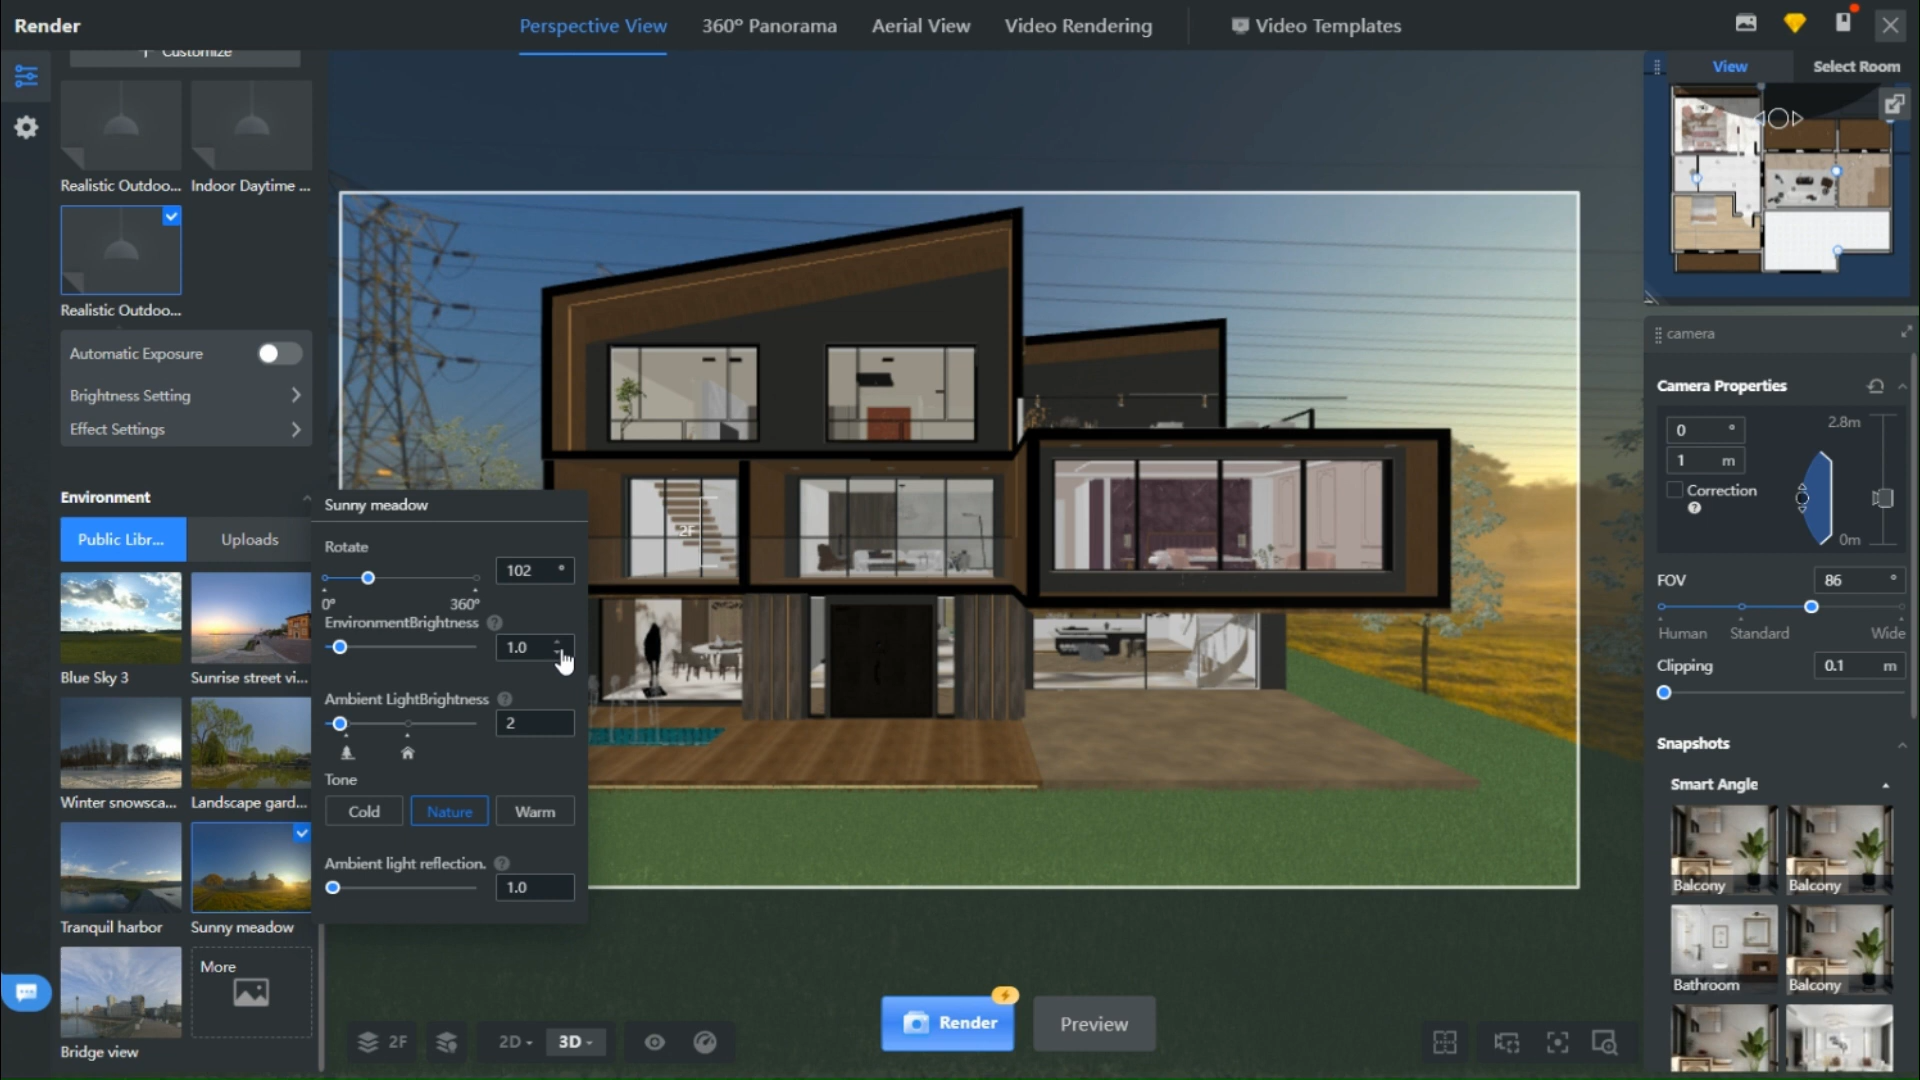 Render
Perspective View
360º Panorama
Aerial View
Video Rendering
Video Templates
+ Customize
Realistic Outdoo...
Indoor Daytime ...
Realistic Outdoo...
Automatic Exposure
Brightness Setting
Effect Settings
Environment
Public Libr...
Uploads
Blue Sky 3
Sunrise street vi...
Winter snowsca...
Landscape gard...
Tranquil harbor
Sunny meadow
More
Bridge view
Sunny meadow
Rotate
102 °
0° 360°
EnvironmentBrightness ?
1.0
Ambient LightBrightness ?
2
Tone
Cold
Nature
Warm
Ambient light reflection. ?
1.0
2F
2F
2D
3D
Render
Preview
View
Select Room
camera
Camera Properties
0 °
1 m
Correction
?
2.8m
0m
FOV
86 °
Human Standard Wide
Clipping
0.1 m
Snapshots
Smart Angle
Balcony
Balcony
Bathroom
Balcony